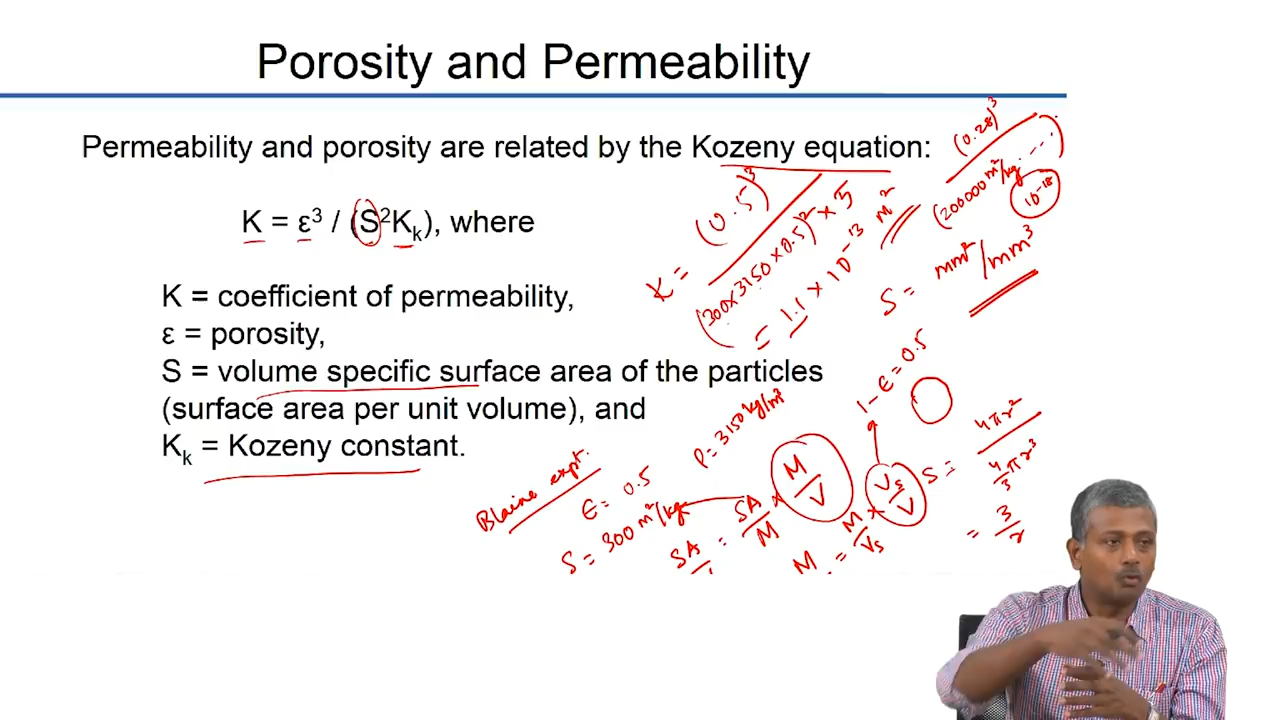 Porosity and Permeability
Permeability and porosity are related by the Kozeny equation:
K = ε³ / (S²Kₖ), where
K = coefficient of permeability,
ε = porosity,
S = volume specific surface area of the particles
(surface area per unit volume), and
Kₖ = Kozeny constant.
K = (0.5)³
(300×3150×0.5)² × 5
= 1.1 × 10⁻¹³ m²
(0.28)³
(200000 m²/kg ... )
10⁻¹⁸
S = mm²/mm³
Blaine expt.
ε = 0.5
S = 300 m²/kg
ρ = 3150 kg/m³
SA = SA/M × M/V
M = M/Vs × Vs/V
1-ε = 0.5
S = 4πr²
4/3 πr³
= 3/r